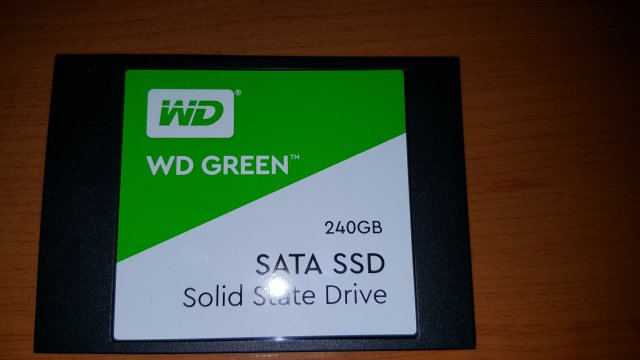 WD®
WD GREEN™
240GB
SATA SSD
Solid State Drive